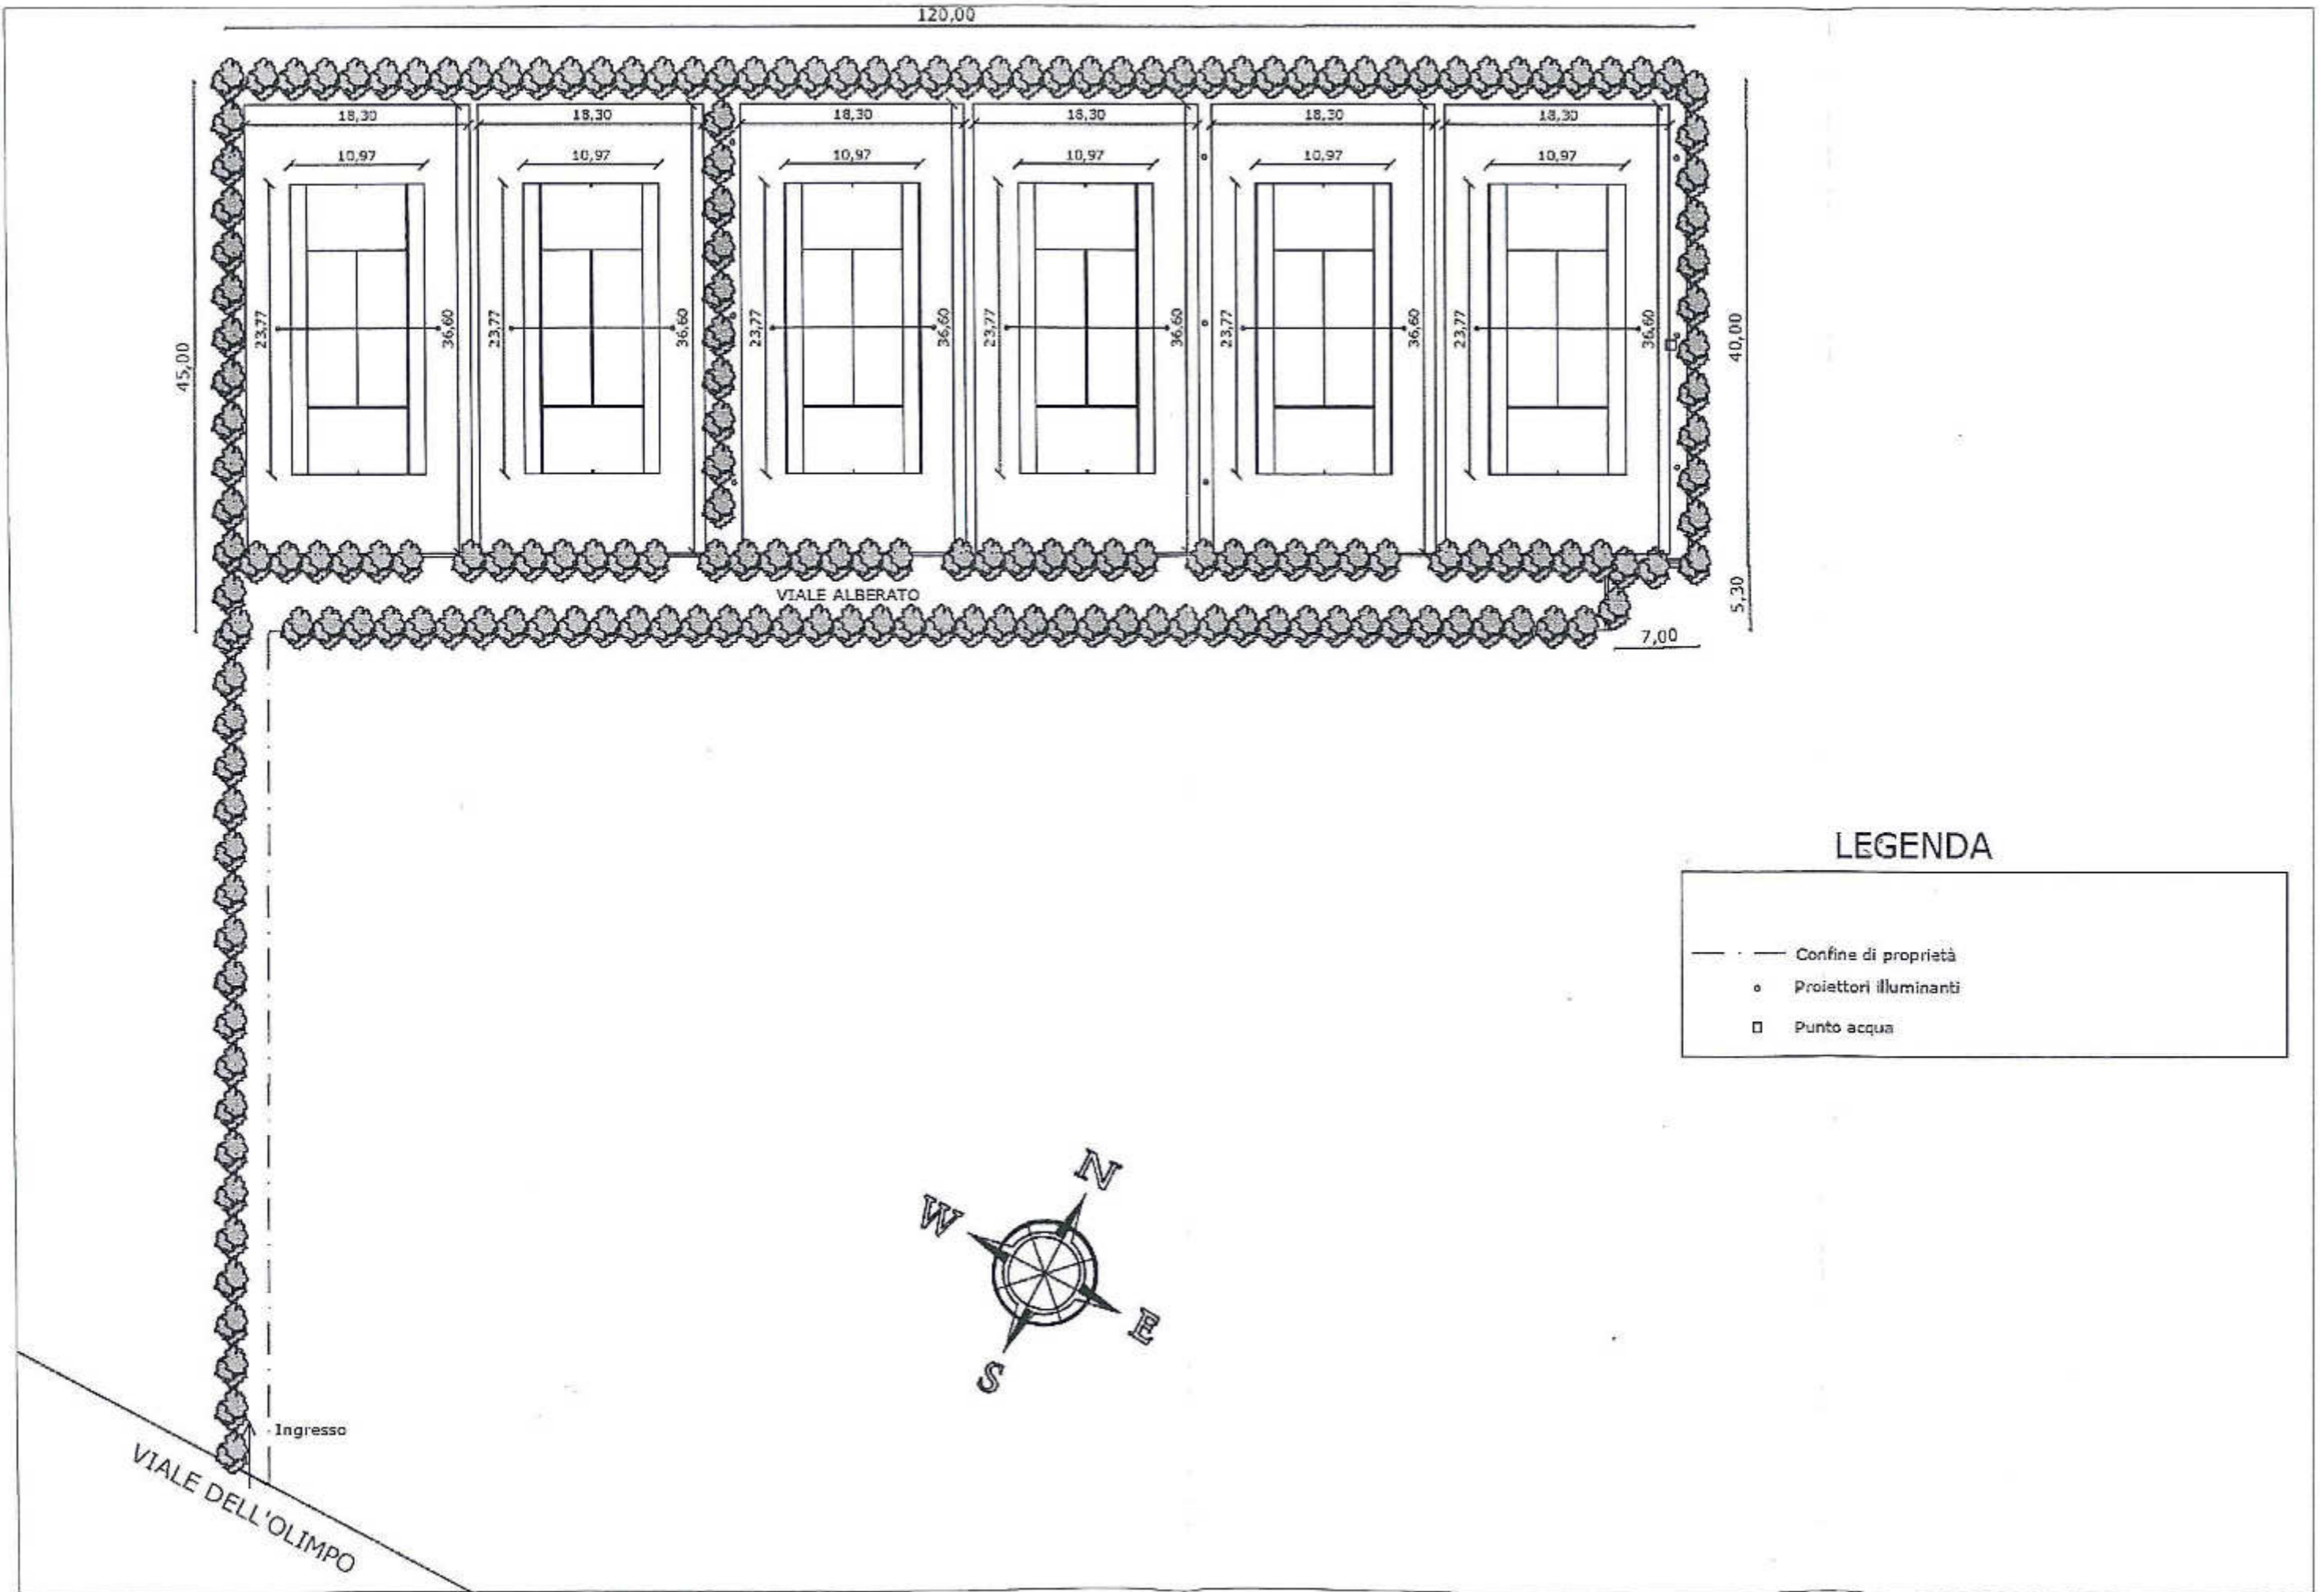 120,00
18,30
18,30
18,30
18,30
18,30
18,30
10,97
10,97
10,97
10,97
10,97
10,97
45,00
23,77
36,60
23,77
36,60
23,77
36,60
23,77
36,60
23,77
36,60
23,77
36,60
40,00
VIALE ALBERATO
5,30
7,00
LEGENDA
Confine di proprietà
Proiettori illuminanti
Punto acqua
N
W
E
S
Ingresso
VIALE DELL'OLIMPO